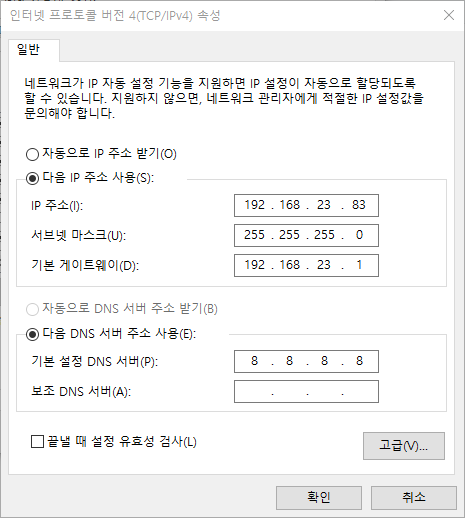 인터넷 프로토콜 버전 4(TCP/IPv4) 속성
일반
네트워크가 IP 자동 설정 기능을 지원하면 IP 설정이 자동으로 할당되도록
할 수 있습니다. 지원하지 않으면, 네트워크 관리자에게 적절한 IP 설정값을
문의해야 합니다.
자동으로 IP 주소 받기(O)
다음 IP 주소 사용(S):
IP 주소(I): 192 . 168 . 23 . 83
서브넷 마스크(U): 255 . 255 . 255 . 0
기본 게이트웨이(D): 192 . 168 . 23 . 1
자동으로 DNS 서버 주소 받기(B)
다음 DNS 서버 주소 사용(E):
기본 설정 DNS 서버(P): 8 . 8 . 8 . 8
보조 DNS 서버(A): . . .
끝낼 때 설정 유효성 검사(L)
고급(V)...
확인 취소